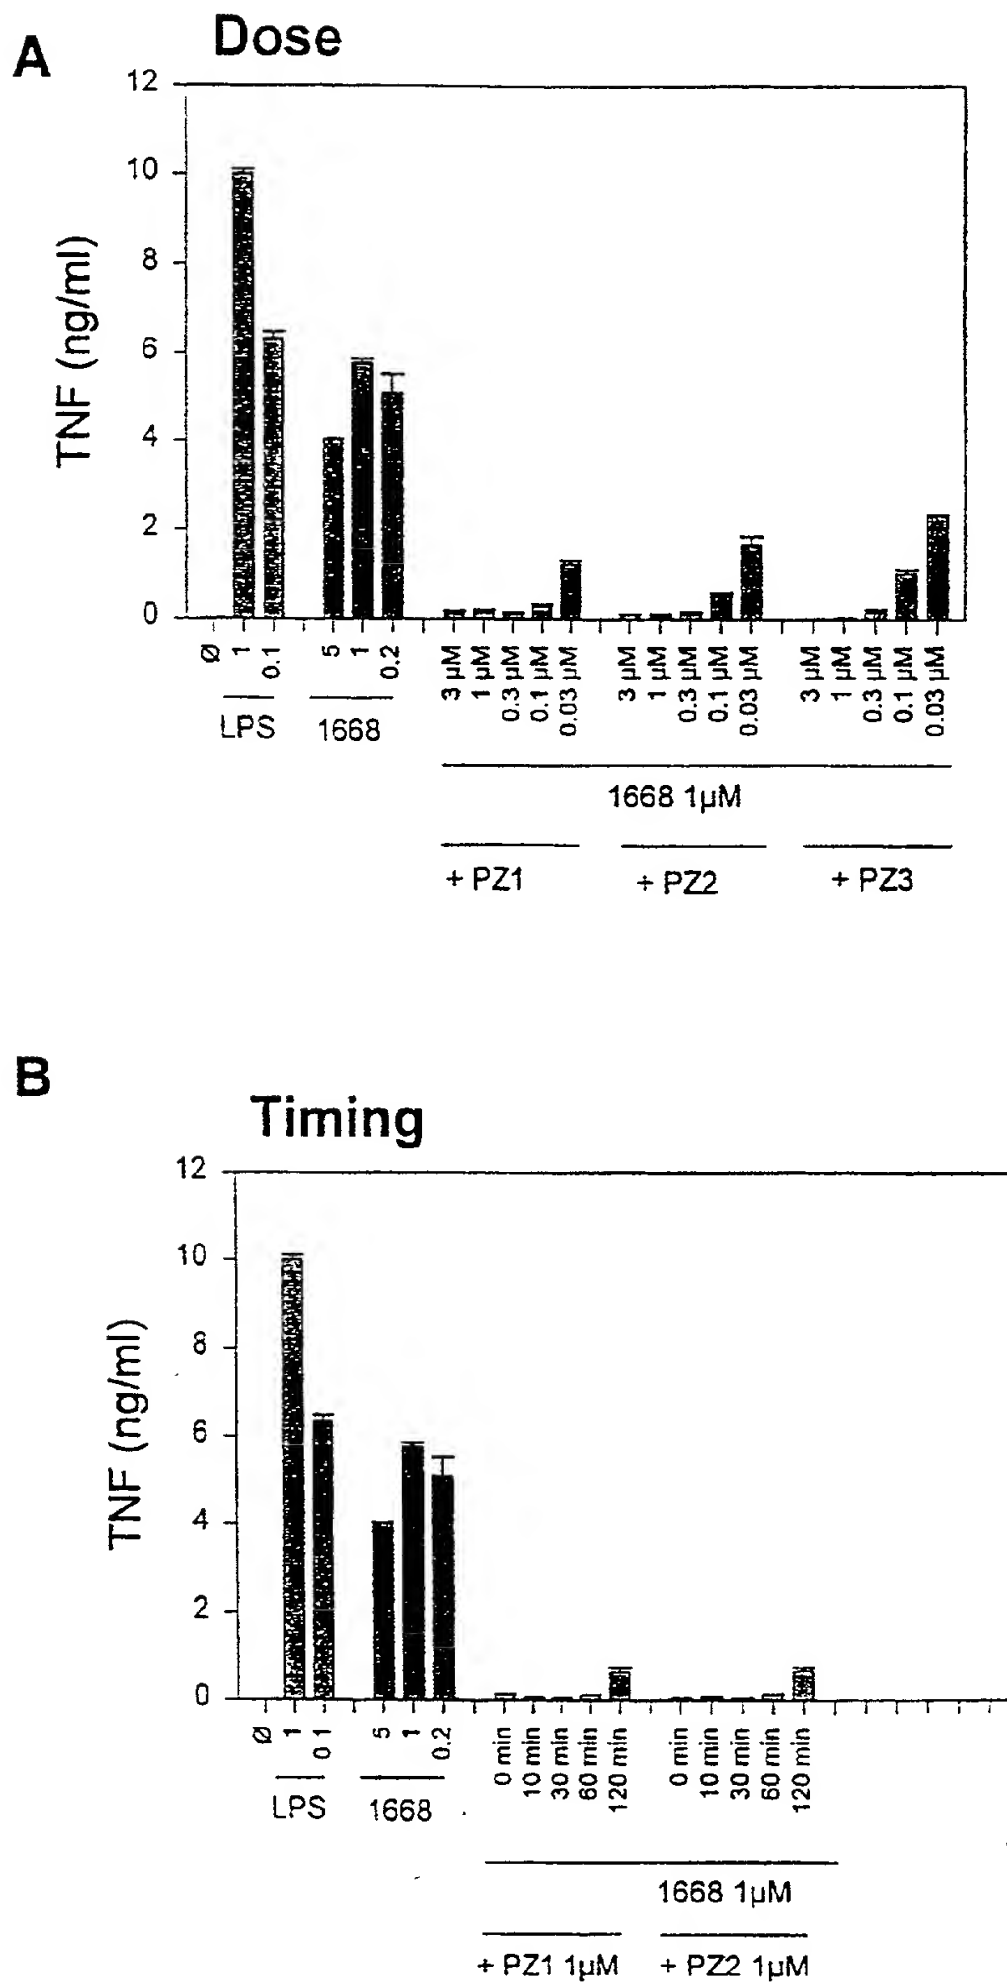 A
Dose
12
10
8
6
4
2
0
TNF (ng/ml)
Ø
1
0.1
5
1
0.2
3 µM
1 µM
0.3 µM
0.1 µM
0.03 µM
3 µM
1 µM
0.3 µM
0.1 µM
0.03 µM
3 µM
1 µM
0.3 µM
0.1 µM
0.03 µM
LPS
1668
1668 1µM
+ PZ1
+ PZ2
+ PZ3
B
Timing
12
10
8
6
4
2
0
TNF (ng/ml)
Ø
1
0 1
5
1
0.2
0 min
10 min
30 min
60 min
120 min
0 min
10 min
30 min
60 min
120 min
LPS
1668
1668 1µM
+ PZ1 1µM
+ PZ2 1µM